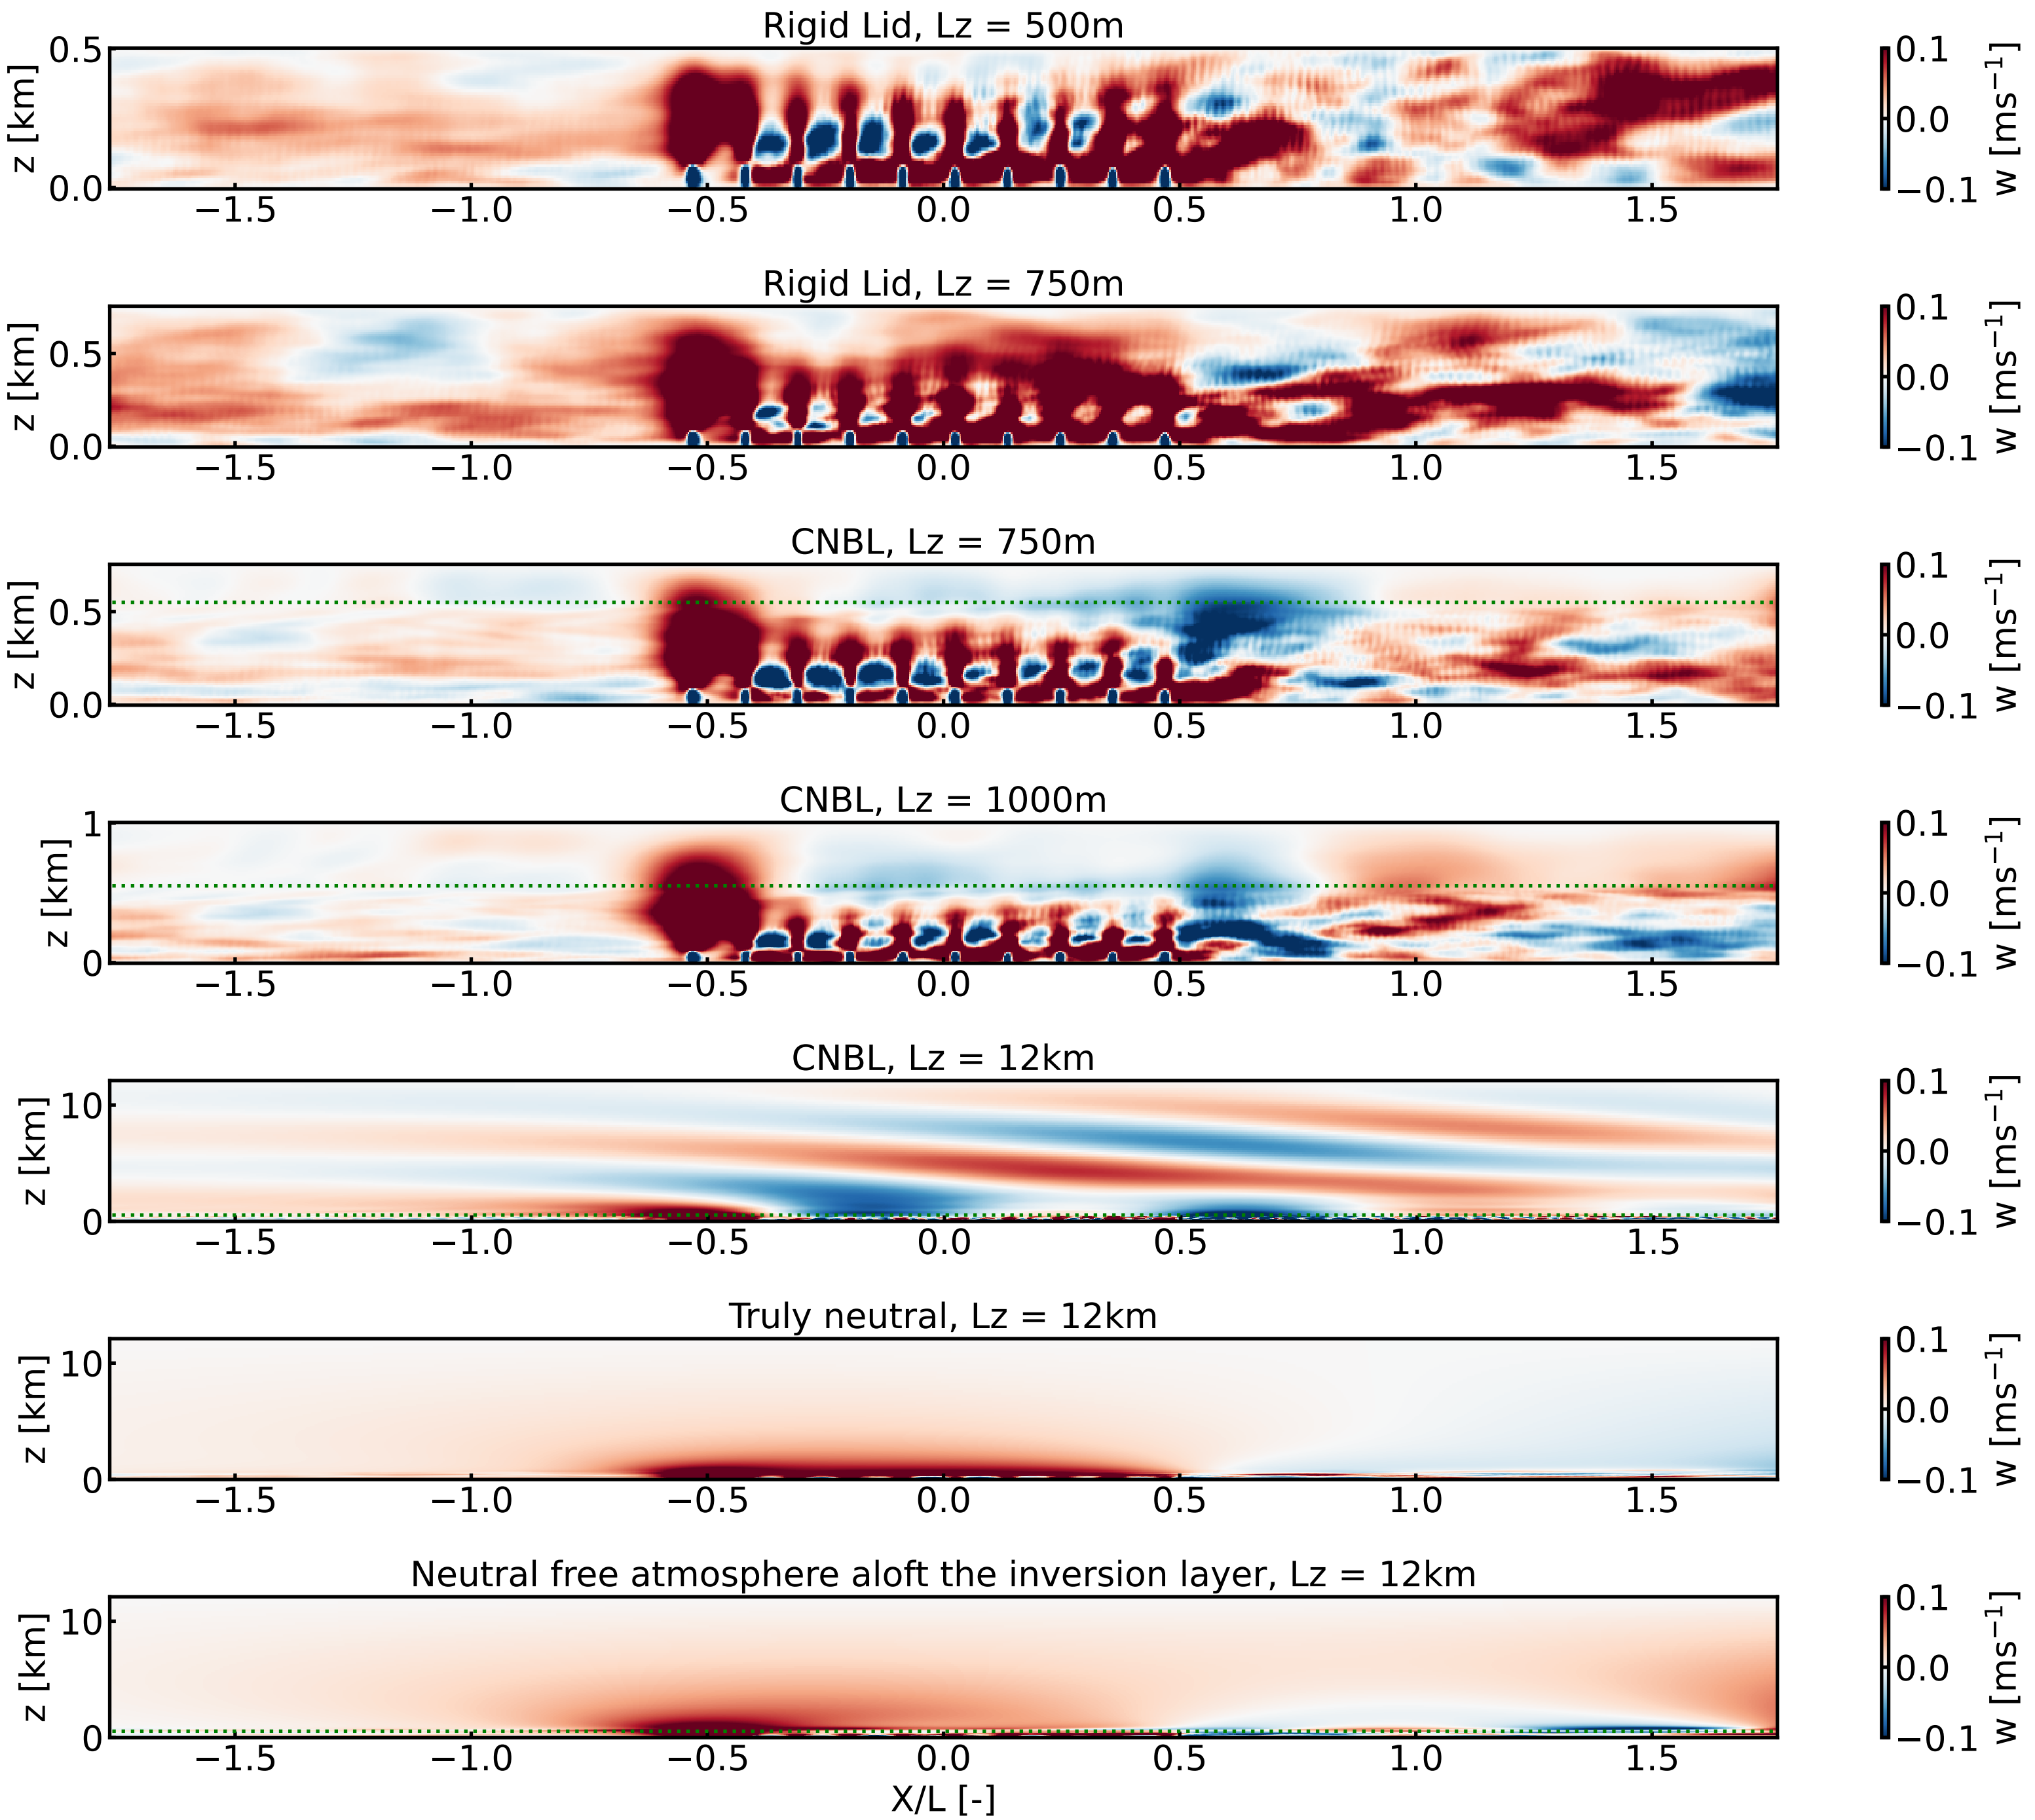 Rigid Lid, Lz = 500m
0.5
0.0
z [km]
−1.5 −1.0 −0.5 0.0 0.5 1.0 1.5
0.1
0.0
−0.1
w [ms⁻¹]
Rigid Lid, Lz = 750m
0.5
0.0
z [km]
−1.5 −1.0 −0.5 0.0 0.5 1.0 1.5
0.1
0.0
−0.1
w [ms⁻¹]
CNBL, Lz = 750m
0.5
0.0
z [km]
−1.5 −1.0 −0.5 0.0 0.5 1.0 1.5
0.1
0.0
−0.1
w [ms⁻¹]
CNBL, Lz = 1000m
1
0
z [km]
−1.5 −1.0 −0.5 0.0 0.5 1.0 1.5
0.1
0.0
−0.1
w [ms⁻¹]
CNBL, Lz = 12km
10
0
z [km]
−1.5 −1.0 −0.5 0.0 0.5 1.0 1.5
0.1
0.0
−0.1
w [ms⁻¹]
Truly neutral, Lz = 12km
10
0
z [km]
−1.5 −1.0 −0.5 0.0 0.5 1.0 1.5
0.1
0.0
−0.1
w [ms⁻¹]
Neutral free atmosphere aloft the inversion layer, Lz = 12km
10
0
z [km]
−1.5 −1.0 −0.5 0.0 0.5 1.0 1.5
X/L [-]
0.1
0.0
−0.1
w [ms⁻¹]